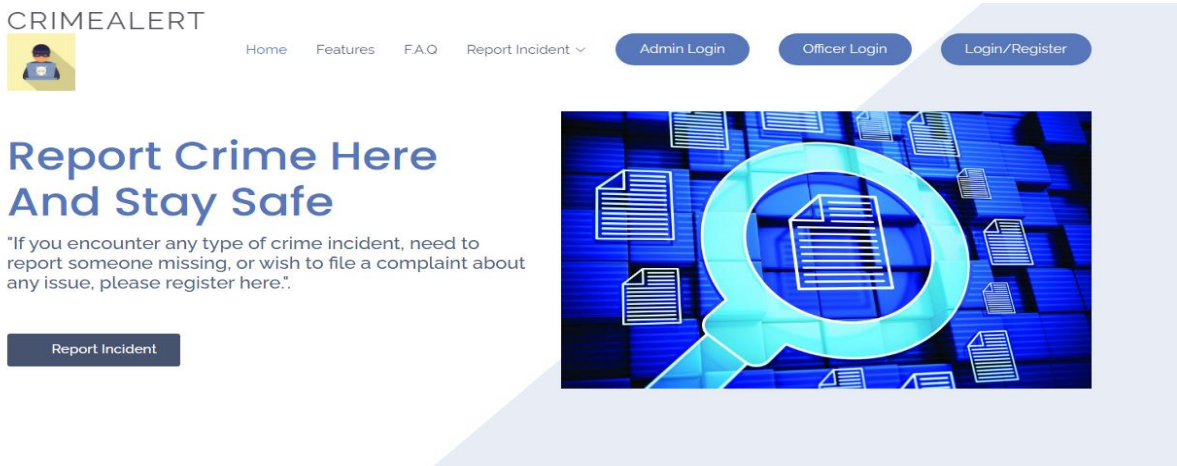 CRIMEALERT
Home Features F.A.Q Report Incident Admin Login Officer Login Login/Register
Report Crime Here
And Stay Safe
"If you encounter any type of crime incident, need to
report someone missing, or wish to file a complaint about
any issue, please register here.".
Report Incident